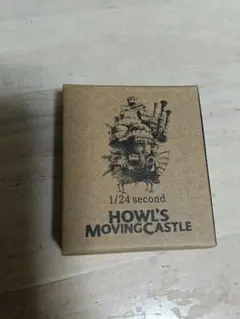 1/24 second
HOWL'S
MOVING CASTLE